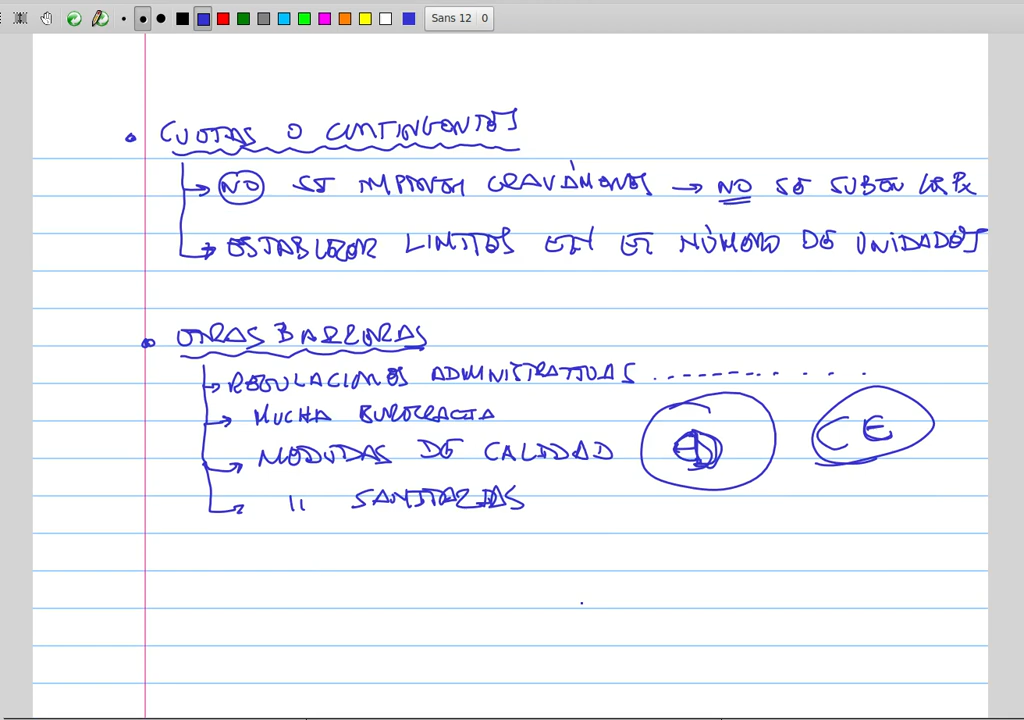 Sans 12 0
• CUOTAS O CONTINGENTES
→ NO SE IMPONEN GRAVÁMENES → NO SE SUBEN LOS Px
→ ESTABLECER LIMITES EN EL NÚMERO DE UNIDADES
• OTRAS BARRERAS
→ REGULACIONES ADMINISTRATIVAS . . . . . . . . . . . .
→ MUCHA BUROCRACIA
→ MEDIDAS DE CALIDAD CE
→ " SANITARIAS